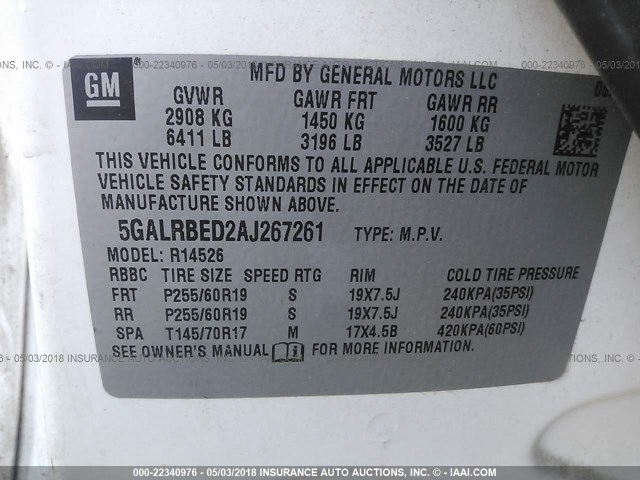 GM
MFD BY GENERAL MOTORS LLC
GVWR GAWR FRT GAWR RR
2908 KG 1450 KG 1600 KG
6411 LB 3196 LB 3527 LB
THIS VEHICLE CONFORMS TO ALL APPLICABLE U.S. FEDERAL MOTOR
VEHICLE SAFETY STANDARDS IN EFFECT ON THE DATE OF
MANUFACTURE SHOWN ABOVE.
5GALRBED2AJ267261 TYPE: M.P.V.
MODEL: R14526
RBBC TIRE SIZE SPEED RTG RIM COLD TIRE PRESSURE
FRT P255/60R19 S 19X7.5J 240KPA(35PSI)
RR P255/60R19 S 19X7.5J 240KPA(35PSI)
SPA T145/70R17 M 17X4.5B 420KPA(60PSI)
SEE OWNER'S MANUAL FOR MORE INFORMATION.
000-22340976 - 05/03/2018 INSURANCE AUTO AUCTIONS, INC. - IAAI.COM